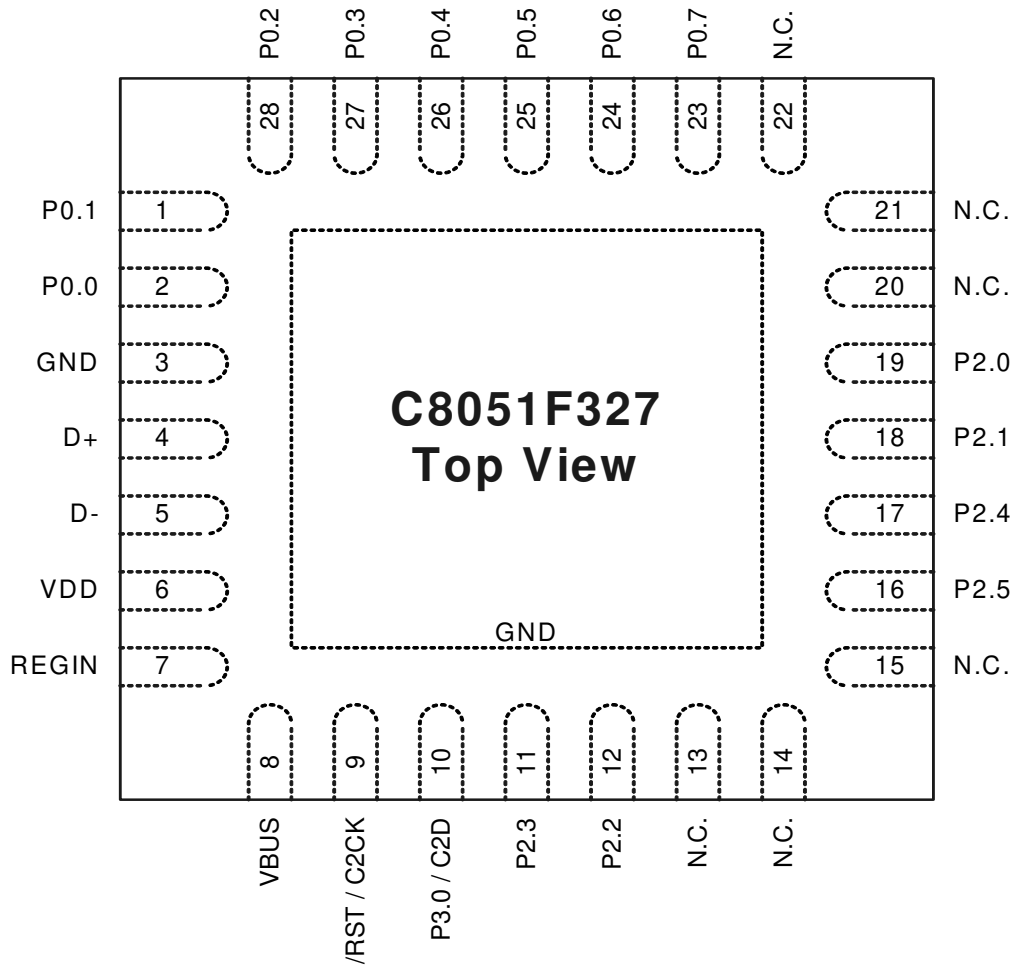 P0.2
P0.3
P0.4
P0.5
P0.6
P0.7
N.C.
28
27
26
25
24
23
22
P0.1 1
P0.0 2
GND 3
D+ 4
D- 5
VDD 6
REGIN 7
21 N.C.
20 N.C.
19 P2.0
18 P2.1
17 P2.4
16 P2.5
15 N.C.
C8051F327
Top View
GND
8
9
10
11
12
13
14
VBUS
/RST / C2CK
P3.0 / C2D
P2.3
P2.2
N.C.
N.C.